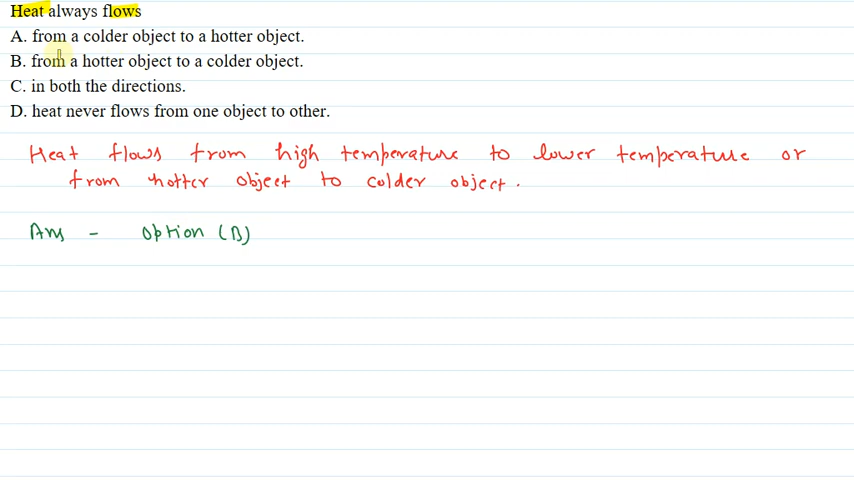 Heat always flows
A. from a colder object to a hotter object.
B. from a hotter object to a colder object.
C. in both the directions.
D. heat never flows from one object to other.
Heat flows from high temperature to lower temperature or
from hotter object to colder object.
Ans - Option (B)